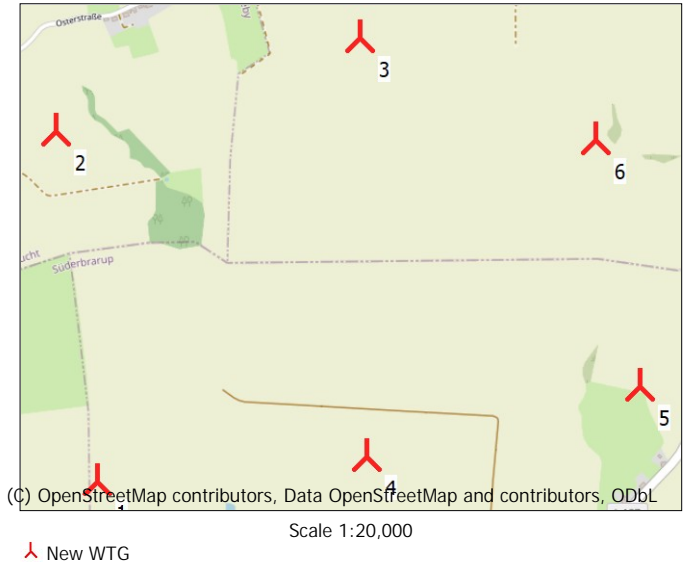 Osterstraße
3
2
6
Süderbrarup
5
4
1
(C) OpenStreetMap contributors, Data OpenStreetMap and contributors, ODbL
Scale 1:20,000
New WTG